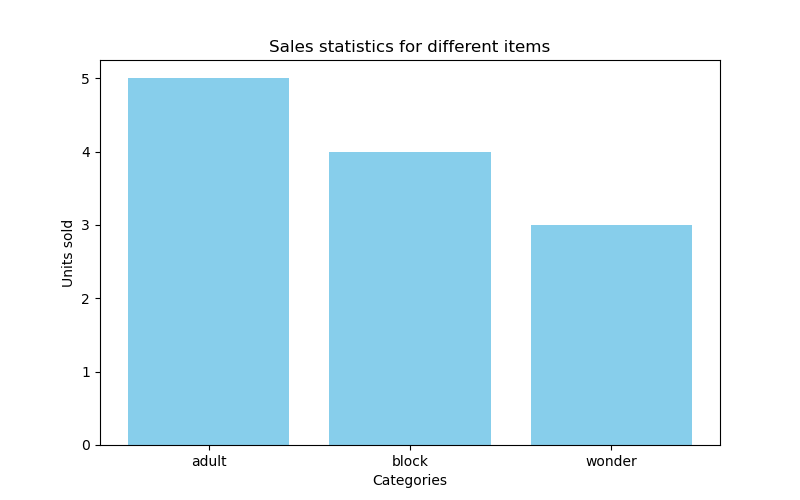 Sales statistics for different items
Units sold
5
4
3
2
1
0
adult block wonder
Categories